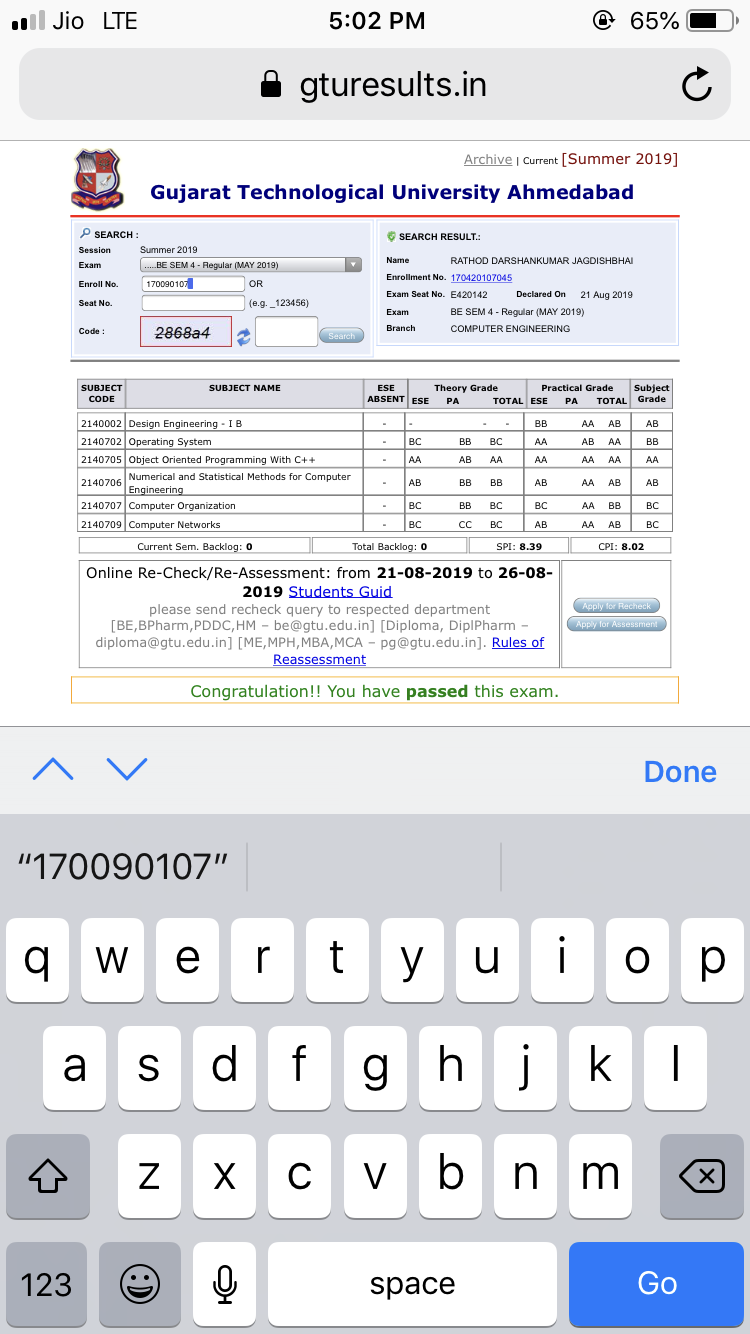 Jio LTE 5:02 PM 65%
gturesults.in
Archive | Current [Summer 2019]
Gujarat Technological University Ahmedabad
SEARCH :
Session Summer 2019
Exam .....BE SEM 4 - Regular (MAY 2019)
Enroll No. 170090107 OR
Seat No. (e.g. _123456)
Code : 2868a4 Search
SEARCH RESULT.:
Name RATHOD DARSHANKUMAR JAGDISHBHAI
Enrollment No. 170420107045
Exam Seat No. E420142 Declared On 21 Aug 2019
Exam BE SEM 4 - Regular (MAY 2019)
Branch COMPUTER ENGINEERING
SUBJECT CODE SUBJECT NAME ESE ABSENT Theory Grade Practical Grade Subject Grade
ESE PA TOTAL ESE PA TOTAL
2140002 Design Engineering - I B - - - - BB AA AB AB
2140702 Operating System - BC BB BC AA AB AA BB
2140705 Object Oriented Programming With C++ - AA AB AA AA AA AA AA
2140706 Numerical and Statistical Methods for Computer Engineering - AB BB BB AB AA AB AB
2140707 Computer Organization - BC BB BC BC AA BB BC
2140709 Computer Networks - BC CC BC AB AA AB BC
Current Sem. Backlog: 0 Total Backlog: 0 SPI: 8.39 CPI: 8.02
Online Re-Check/Re-Assessment: from 21-08-2019 to 26-08-
2019 Students Guid
please send recheck query to respected department
[BE,BPharm,PDDC,HM – be@gtu.edu.in] [Diploma, DiplPharm –
diploma@gtu.edu.in] [ME,MPH,MBA,MCA – pg@gtu.edu.in]. Rules of
Reassessment
Apply for Recheck
Apply for Assessment
Congratulation!! You have passed this exam.
Done
“170090107”
q w e r t y u i o p
a s d f g h j k l
z x c v b n m
123 space Go